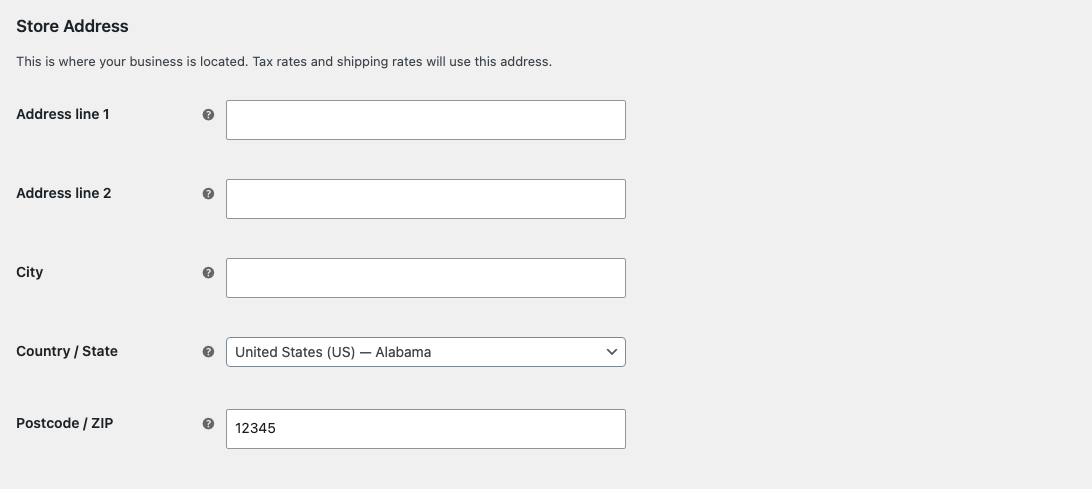 Store Address
This is where your business is located. Tax rates and shipping rates will use this address.
Address line 1
Address line 2
City
Country / State
United States (US) — Alabama
Postcode / ZIP
12345